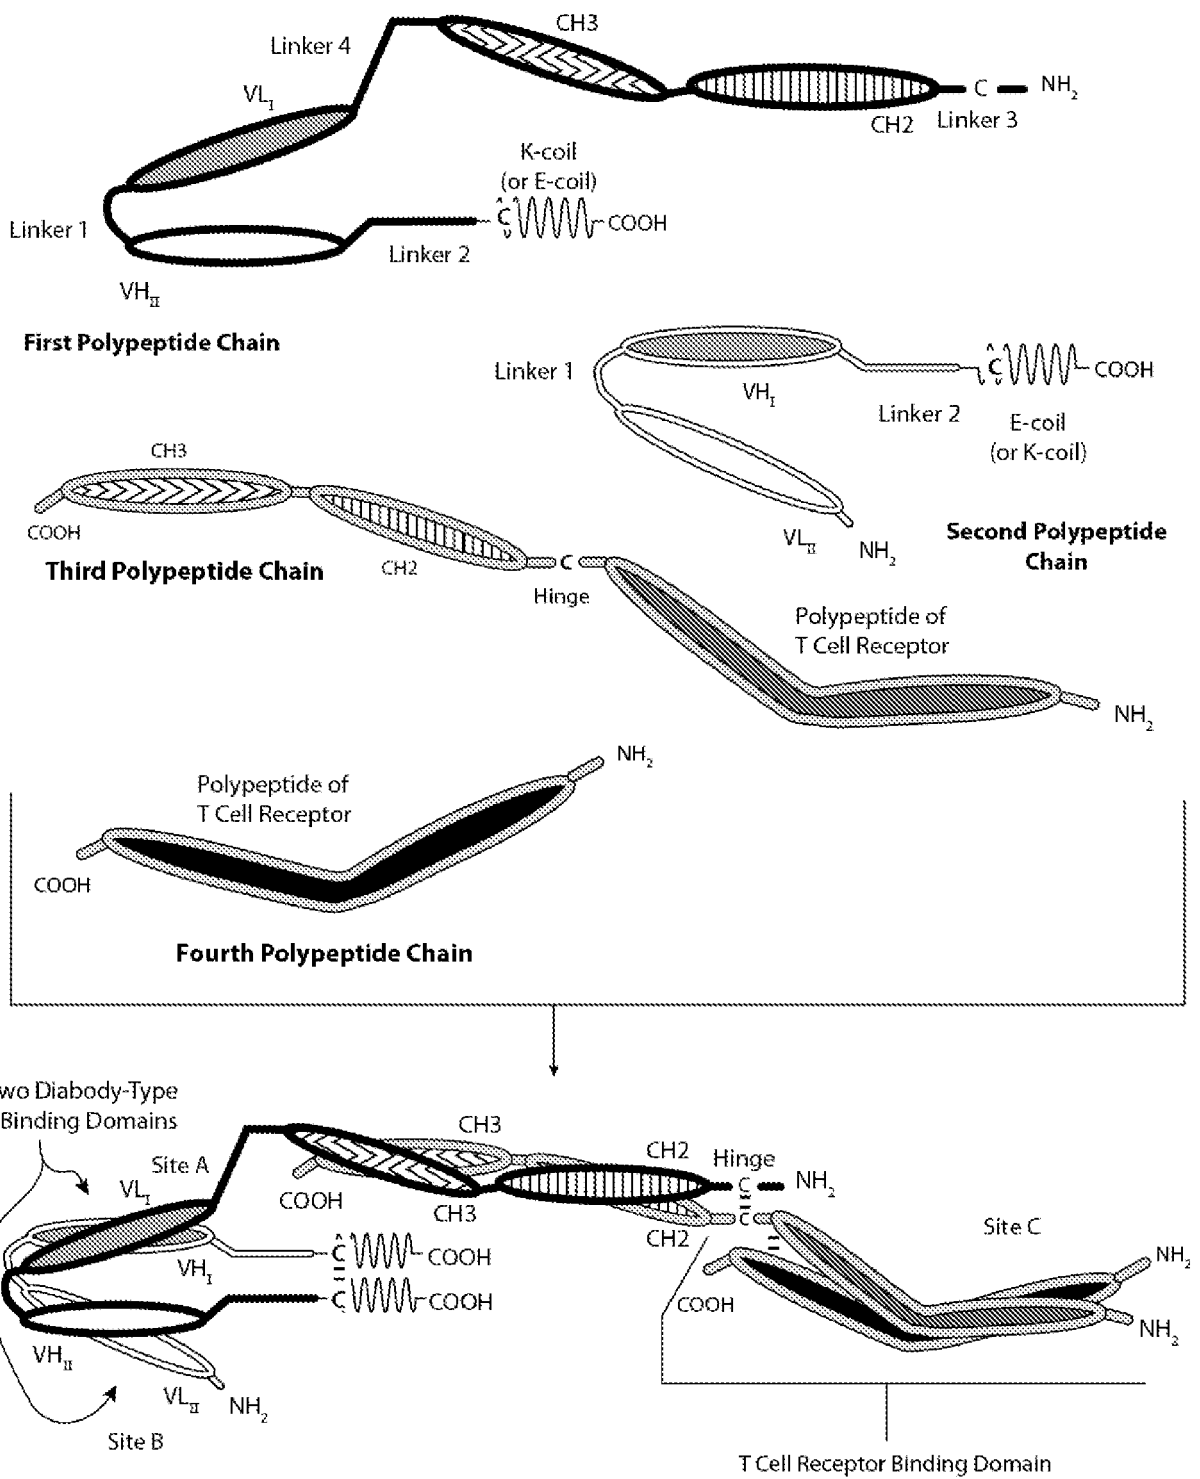 CH3
Linker 4
VL_I
CH2
Linker 3
C
NH2
K-coil
(or E-coil)
C
COOH
Linker 1
Linker 2
VH_II
First Polypeptide Chain
Linker 1
VH_I
Linker 2
C
COOH
E-coil
(or K-coil)
VL_II
NH2
Second Polypeptide
Chain
CH3
COOH
Third Polypeptide Chain
CH2
C
Hinge
Polypeptide of
T Cell Receptor
NH2
Polypeptide of
T Cell Receptor
NH2
COOH
Fourth Polypeptide Chain
wo Diabody-Type
Binding Domains
Site A
VL_I
CH3
COOH
CH3
CH2
Hinge
C
NH2
CH2
C
Site C
VH_I
C
COOH
C
COOH
COOH
NH2
NH2
VH_II
VL_II
NH2
Site B
T Cell Receptor Binding Domain